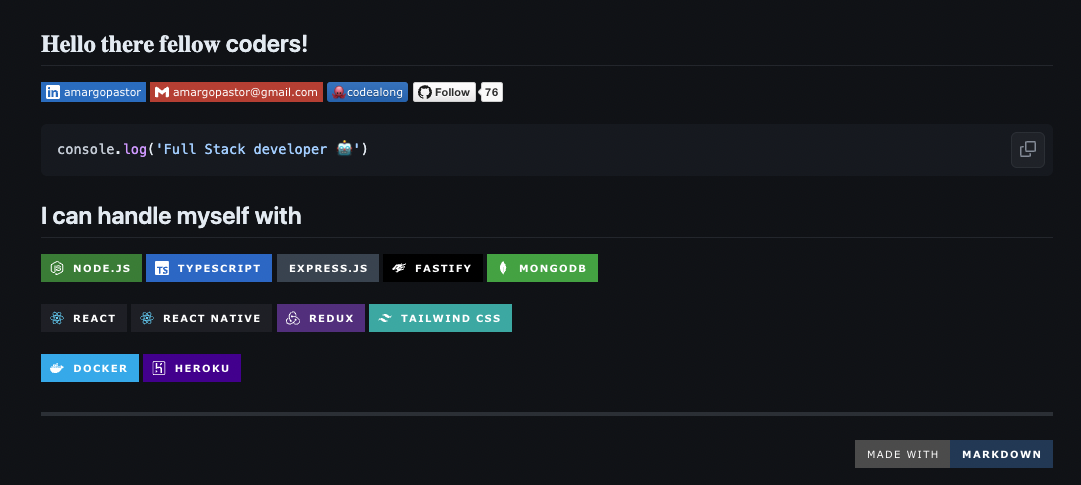 Hello there fellow coders!
in amargopastor amargopastor@gmail.com codealong Follow 76
console.log('Full Stack developer 🤖')
I can handle myself with
NODE.JS TS TYPESCRIPT EXPRESS.JS FASTIFY MONGODB
REACT REACT NATIVE REDUX TAILWIND CSS
DOCKER HEROKU
MADE WITH MARKDOWN